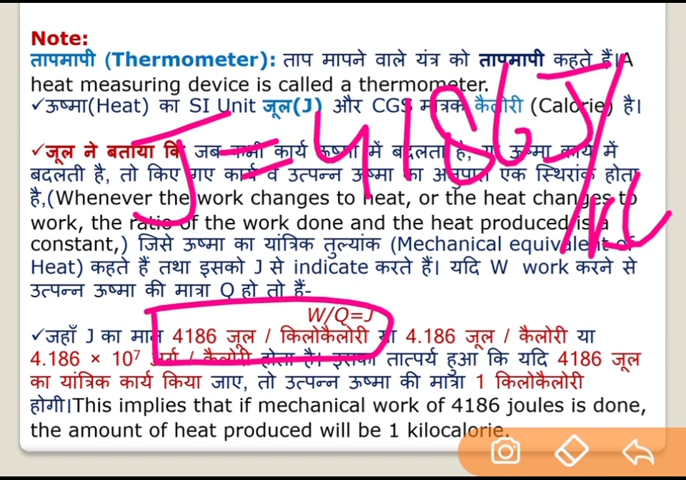 Note:
तापमापी (Thermometer): ताप मापने वाले यंत्र को तापमापी कहते हैं।A
heat measuring device is called a thermometer.
✓ऊष्मा(Heat) का SI Unit जूल(J) और CGS मात्रक कैलोरी (Calorie) है।
J = 4186 J/kc
✓जूल ने बताया कि जब कभी कार्य ऊष्मा में बदलता है, या ऊष्मा कार्य में
बदलती है, तो किए गए कार्य व उत्पन्न ऊष्मा का अनुपात एक स्थिरांक होता
है,(Whenever the work changes to heat, or the heat changes to
work, the ratio of the work done and the heat produced is a
constant,) जिसे ऊष्मा का यांत्रिक तुल्यांक (Mechanical equivalent of
Heat) कहते हैं तथा इसको J से indicate करते हैं। यदि W work करने से
उत्पन्न ऊष्मा की मात्रा Q हो तो हैं-
W/Q=J
✓जहाँ J का मान 4186 जूल / किलोकैलोरी या 4.186 जूल / कैलोरी या
4.186 × 10⁷ अर्ग / कैलोरी होता है। इसका तात्पर्य हुआ कि यदि 4186 जूल
का यांत्रिक कार्य किया जाए, तो उत्पन्न ऊष्मा की मात्रा 1 किलोकैलोरी
होगी।This implies that if mechanical work of 4186 joules is done,
the amount of heat produced will be 1 kilocalorie.